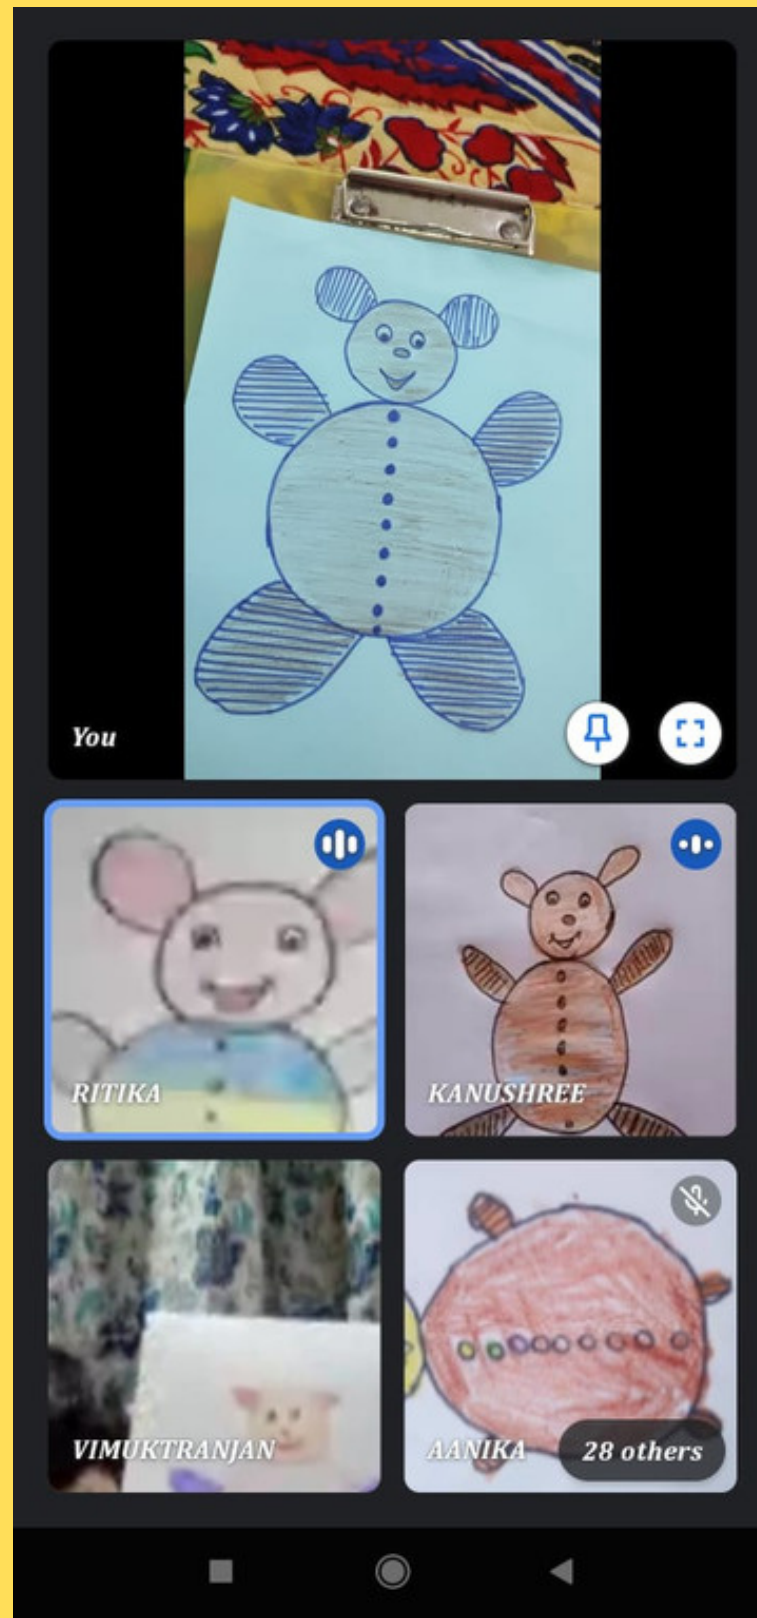 You
RITIKA
KANUSHREE
VIMUKTRANJAN
AANIKA
28 others